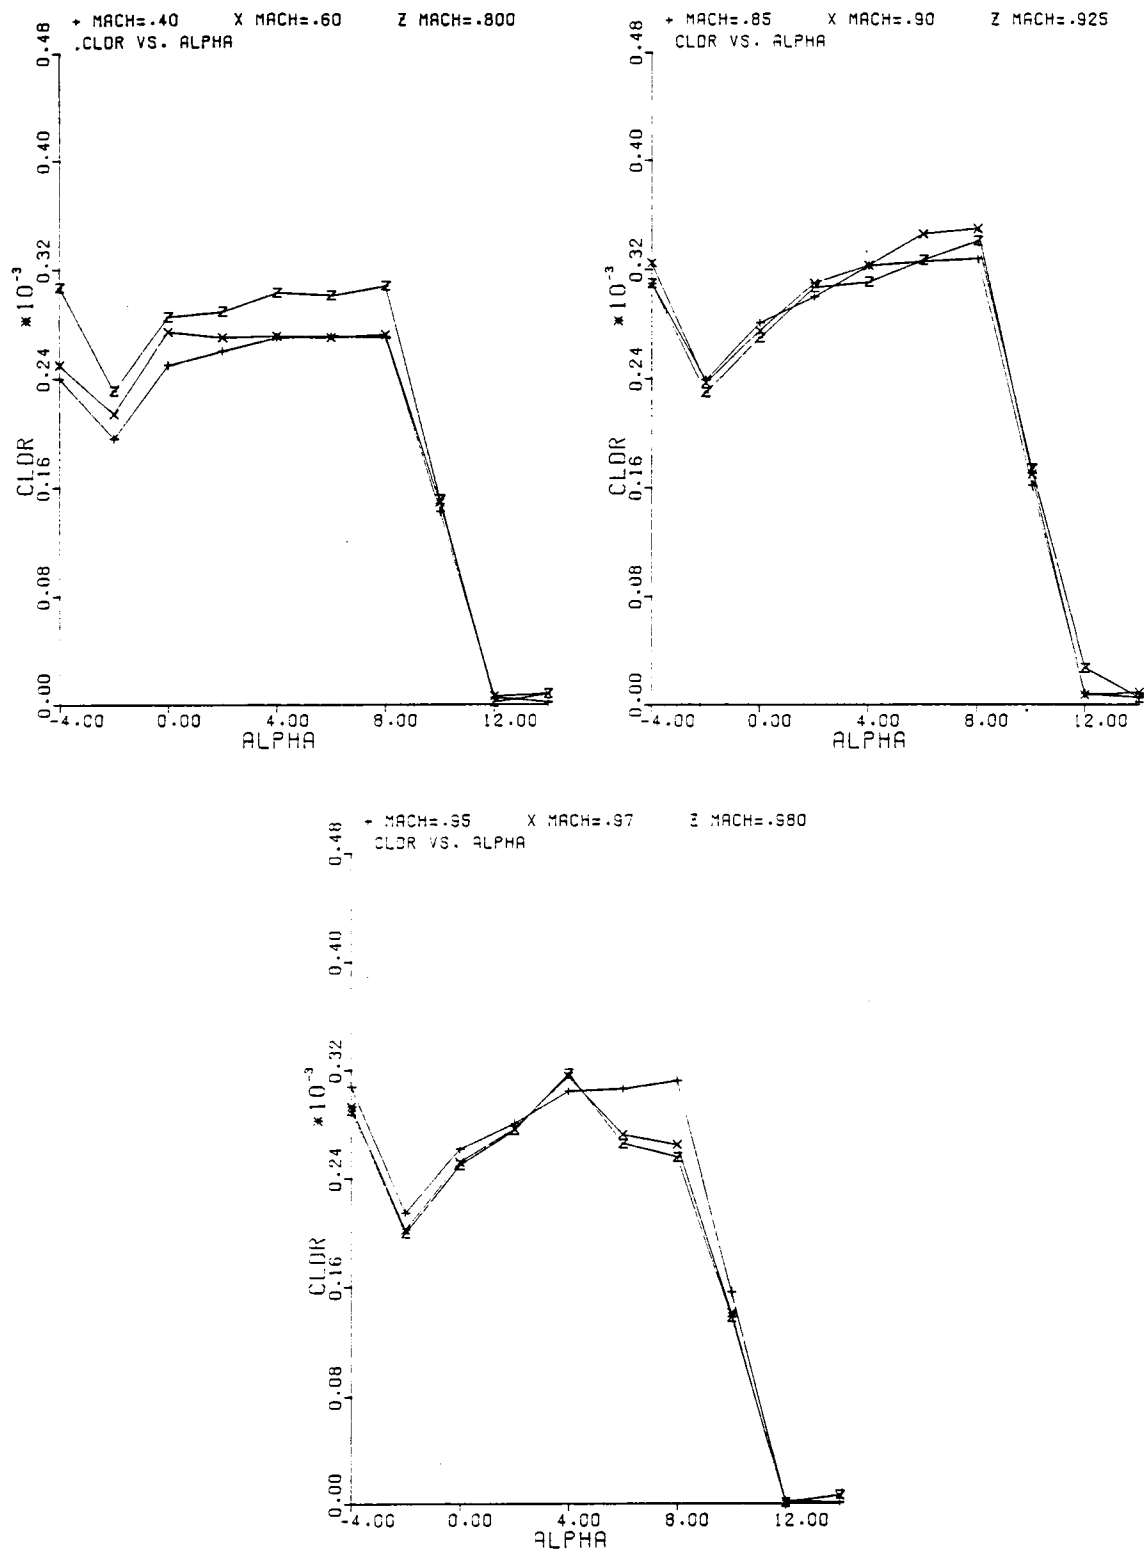 + MACH=.40 X MACH=.60 Z MACH=.800
.CLDR VS. ALPHA
0.48
0.40
0.32
0.24
0.16
0.08
0.00
CLDR *10⁻³
-4.00 0.00 4.00 8.00 12.00
ALPHA
+ MACH=.85 X MACH=.90 Z MACH=.925
CLDR VS. ALPHA
0.48
0.40
0.32
0.24
0.16
0.08
0.00
CLDR *10⁻³
-4.00 0.00 4.00 8.00 12.00
ALPHA
+ MACH=.95 X MACH=.97 Z MACH=.980
CLDR VS. ALPHA
0.48
0.40
0.32
0.24
0.16
0.08
0.00
CLDR *10⁻³
-4.00 0.00 4.00 8.00 12.00
ALPHA